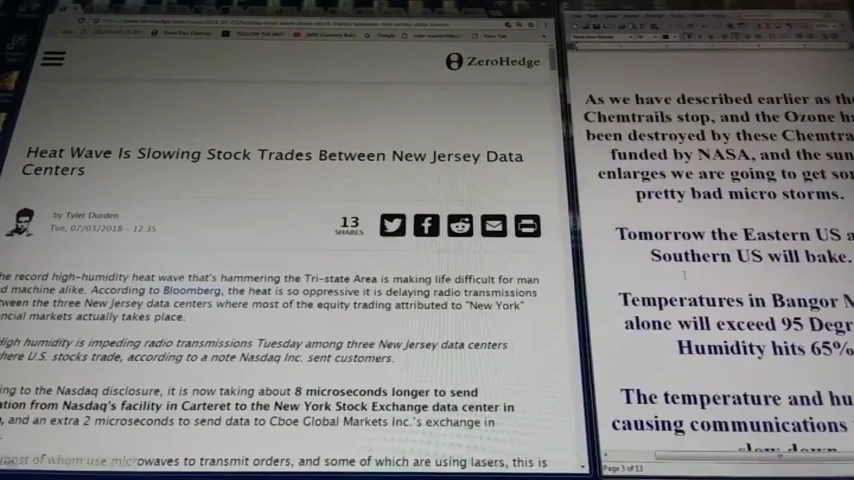 ZeroHedge
Heat Wave Is Slowing Stock Trades Between New Jersey Data
Centers
by Tyler Durden
Tue, 07/03/2018 - 12:35
13
SHARES
he record high-humidity heat wave that's hammering the Tri-state Area is making life difficult for man
d machine alike. According to Bloomberg, the heat is so oppressive it is delaying radio transmissions
ween the three New Jersey data centers where most of the equity trading attributed to "New York"
ncial markets actually takes place.
High humidity is impeding radio transmissions Tuesday among three New Jersey data centers
here U.S. stocks trade, according to a note Nasdaq Inc. sent customers.
ing to the Nasdaq disclosure, it is now taking about 8 microseconds longer to send
ation from Nasdaq's facility in Carteret to the New York Stock Exchange data center in
, and an extra 2 microseconds to send data to Cboe Global Markets Inc.'s exchange in
most of whom use microwaves to transmit orders, and some of which are using lasers, this is
As we have described earlier as the
Chemtrails stop, and the Ozone ha
been destroyed by these Chemtra
funded by NASA, and the sun
enlarges we are going to get so
pretty bad micro storms.
Tomorrow the Eastern US a
Southern US will bake.
Temperatures in Bangor M
alone will exceed 95 Degr
Humidity hits 65%
The temperature and hu
causing communications
slow down
Page 3 of 13